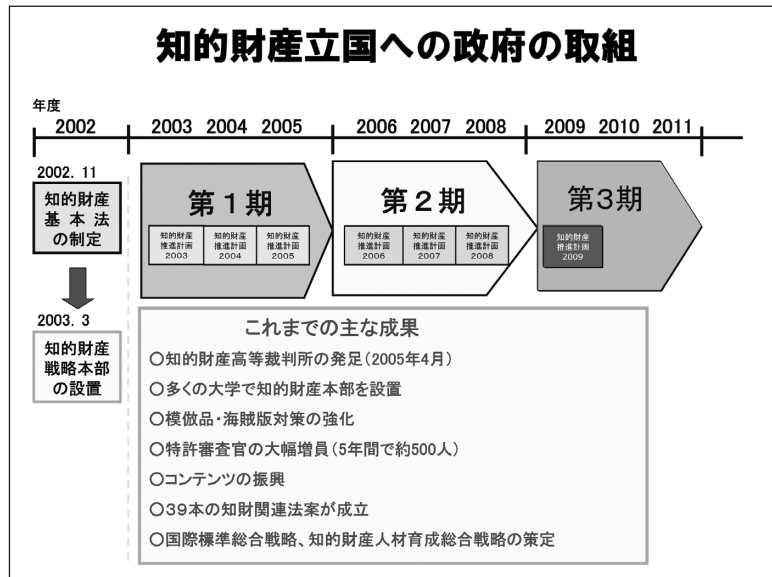 知的財産立国への政府の取組
年度
2002 2003 2004 2005 2006 2007 2008 2009 2010 2011
2002. 11
知的財産
基本法
の制定
2003. 3
知的財産
戦略本部
の設置
第1期
知的財産
推進計画
2003
知的財産
推進計画
2004
知的財産
推進計画
2005
第2期
知的財産
推進計画
2006
知的財産
推進計画
2007
知的財産
推進計画
2008
第3期
知的財産
推進計画
2009
これまでの主な成果
○知的財産高等裁判所の発足(2005年4月)
○多くの大学で知的財産本部を設置
○模倣品・海賊版対策の強化
○特許審査官の大幅増員(5年間で約500人)
○コンテンツの振興
○39本の知財関連法案が成立
○国際標準総合戦略、知的財産人材育成総合戦略の策定